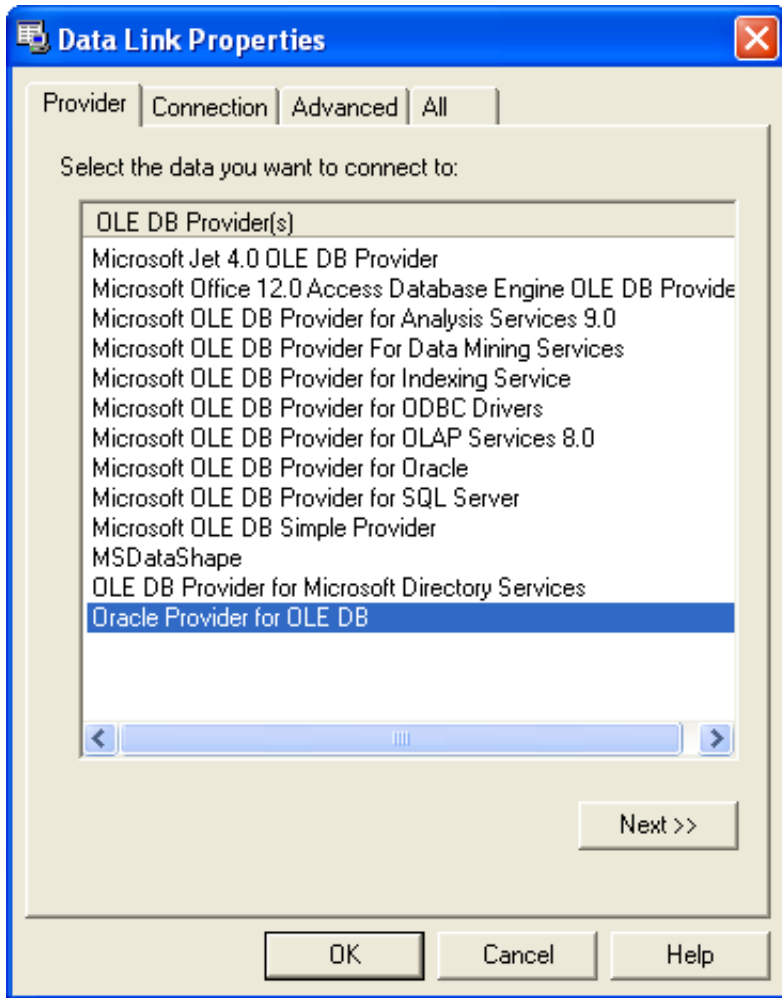 Data Link Properties
Provider Connection Advanced All
Select the data you want to connect to:
OLE DB Provider(s)
Microsoft Jet 4.0 OLE DB Provider
Microsoft Office 12.0 Access Database Engine OLE DB Provide
Microsoft OLE DB Provider for Analysis Services 9.0
Microsoft OLE DB Provider For Data Mining Services
Microsoft OLE DB Provider for Indexing Service
Microsoft OLE DB Provider for ODBC Drivers
Microsoft OLE DB Provider for OLAP Services 8.0
Microsoft OLE DB Provider for Oracle
Microsoft OLE DB Provider for SQL Server
Microsoft OLE DB Simple Provider
MSDataShape
OLE DB Provider for Microsoft Directory Services
Oracle Provider for OLE DB
Next >>
OK Cancel Help